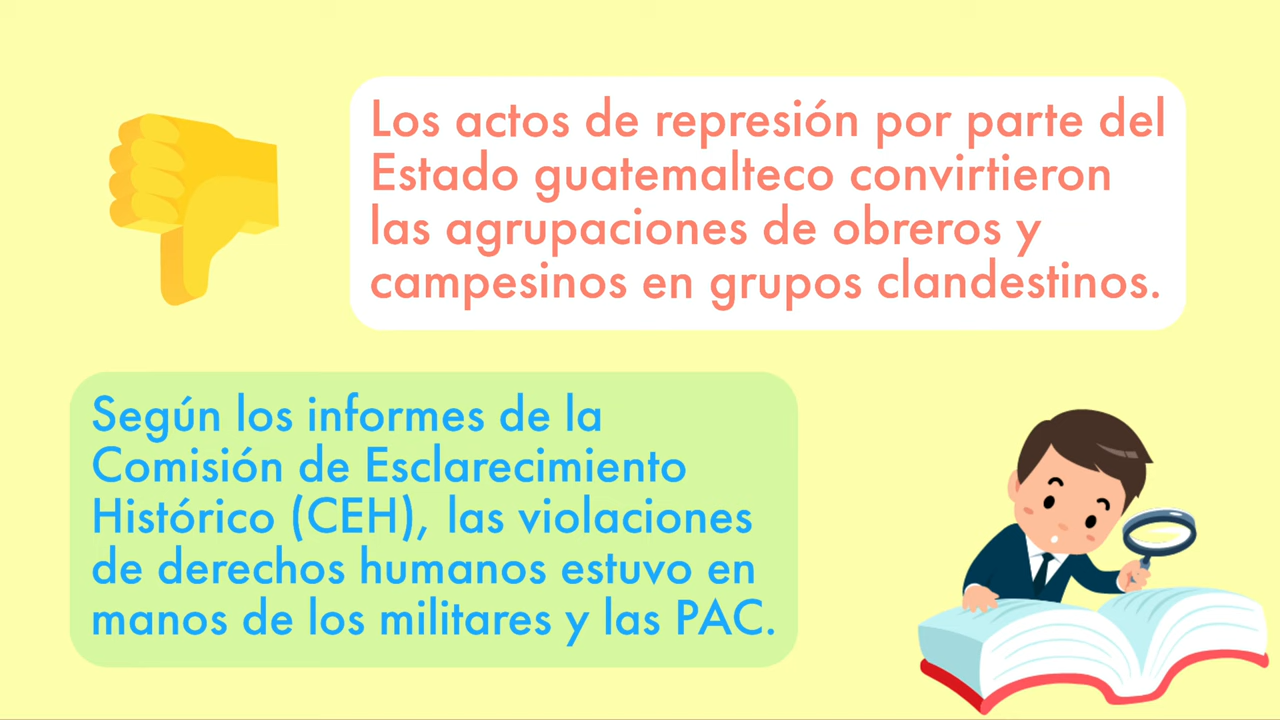 Los actos de represión por parte del
Estado guatemalteco convirtieron
las agrupaciones de obreros y
campesinos en grupos clandestinos.
Según los informes de la
Comisión de Esclarecimiento
Histórico (CEH), las violaciones
de derechos humanos estuvo en
manos de los militares y las PAC.